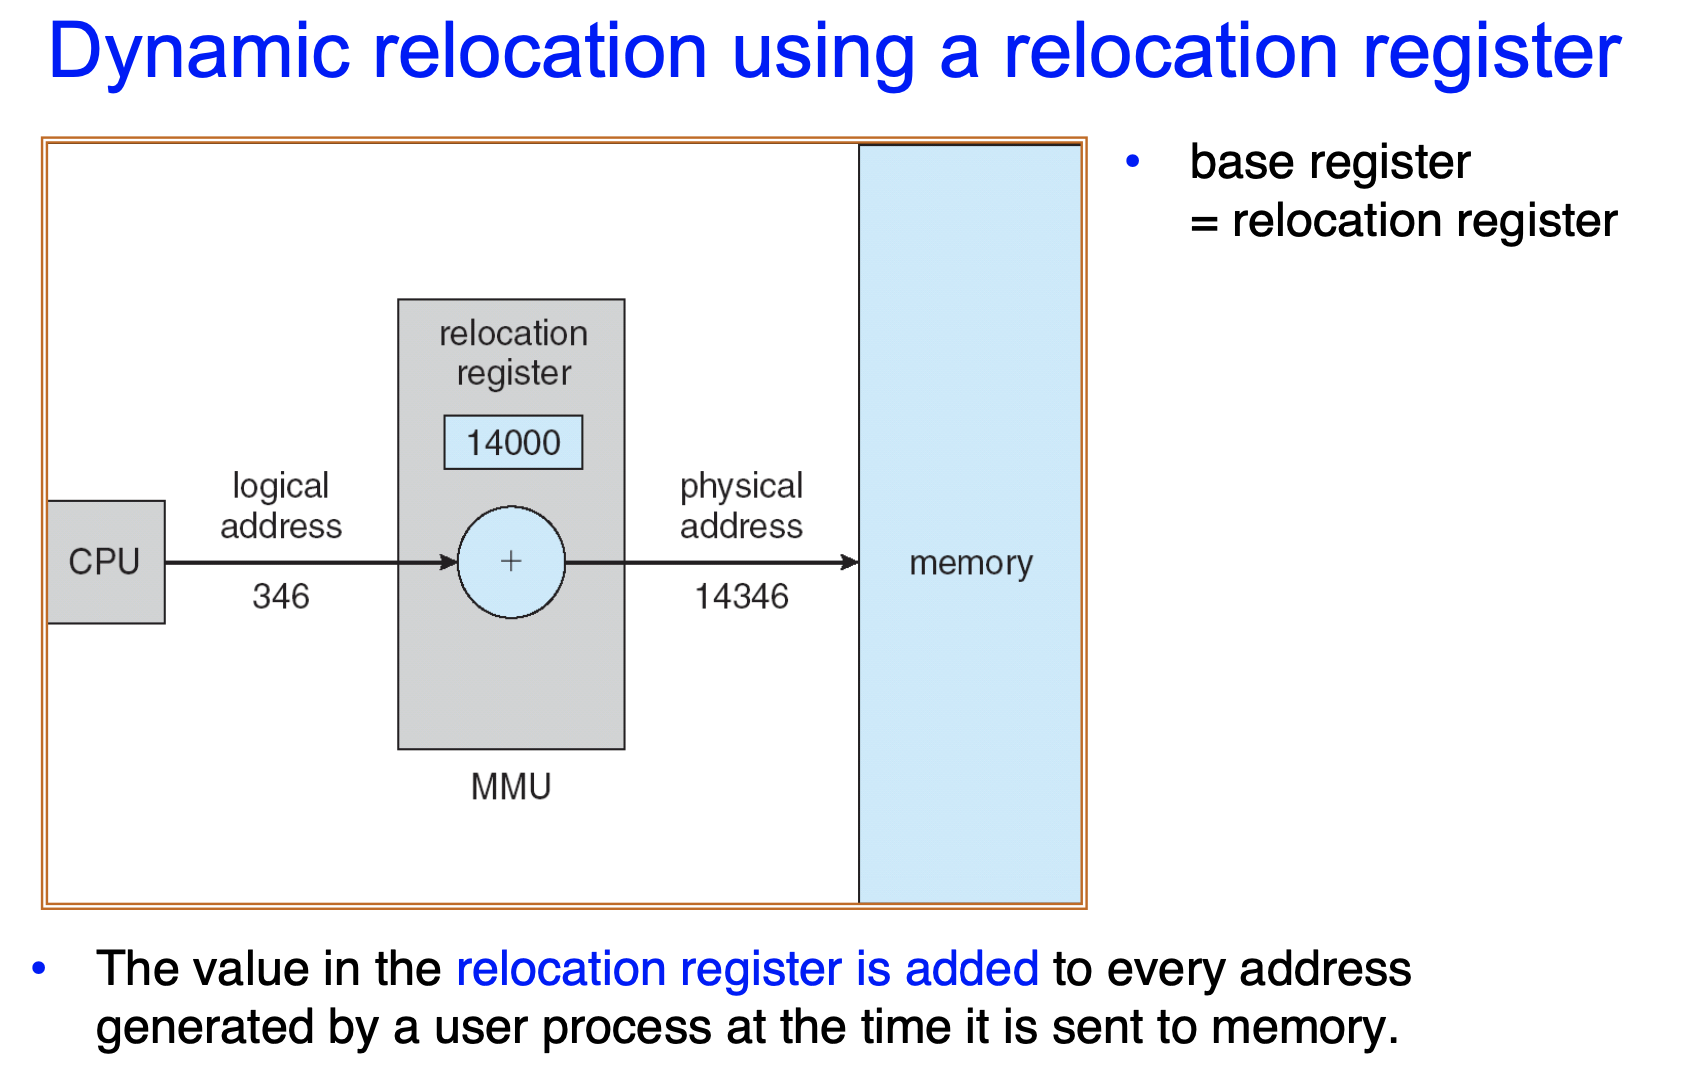 Dynamic relocation using a relocation register
• base register
= relocation register
relocation
register
14000
logical
address
physical
address
CPU
+
memory
346
14346
MMU
• The value in the relocation register is added to every address
generated by a user process at the time it is sent to memory.